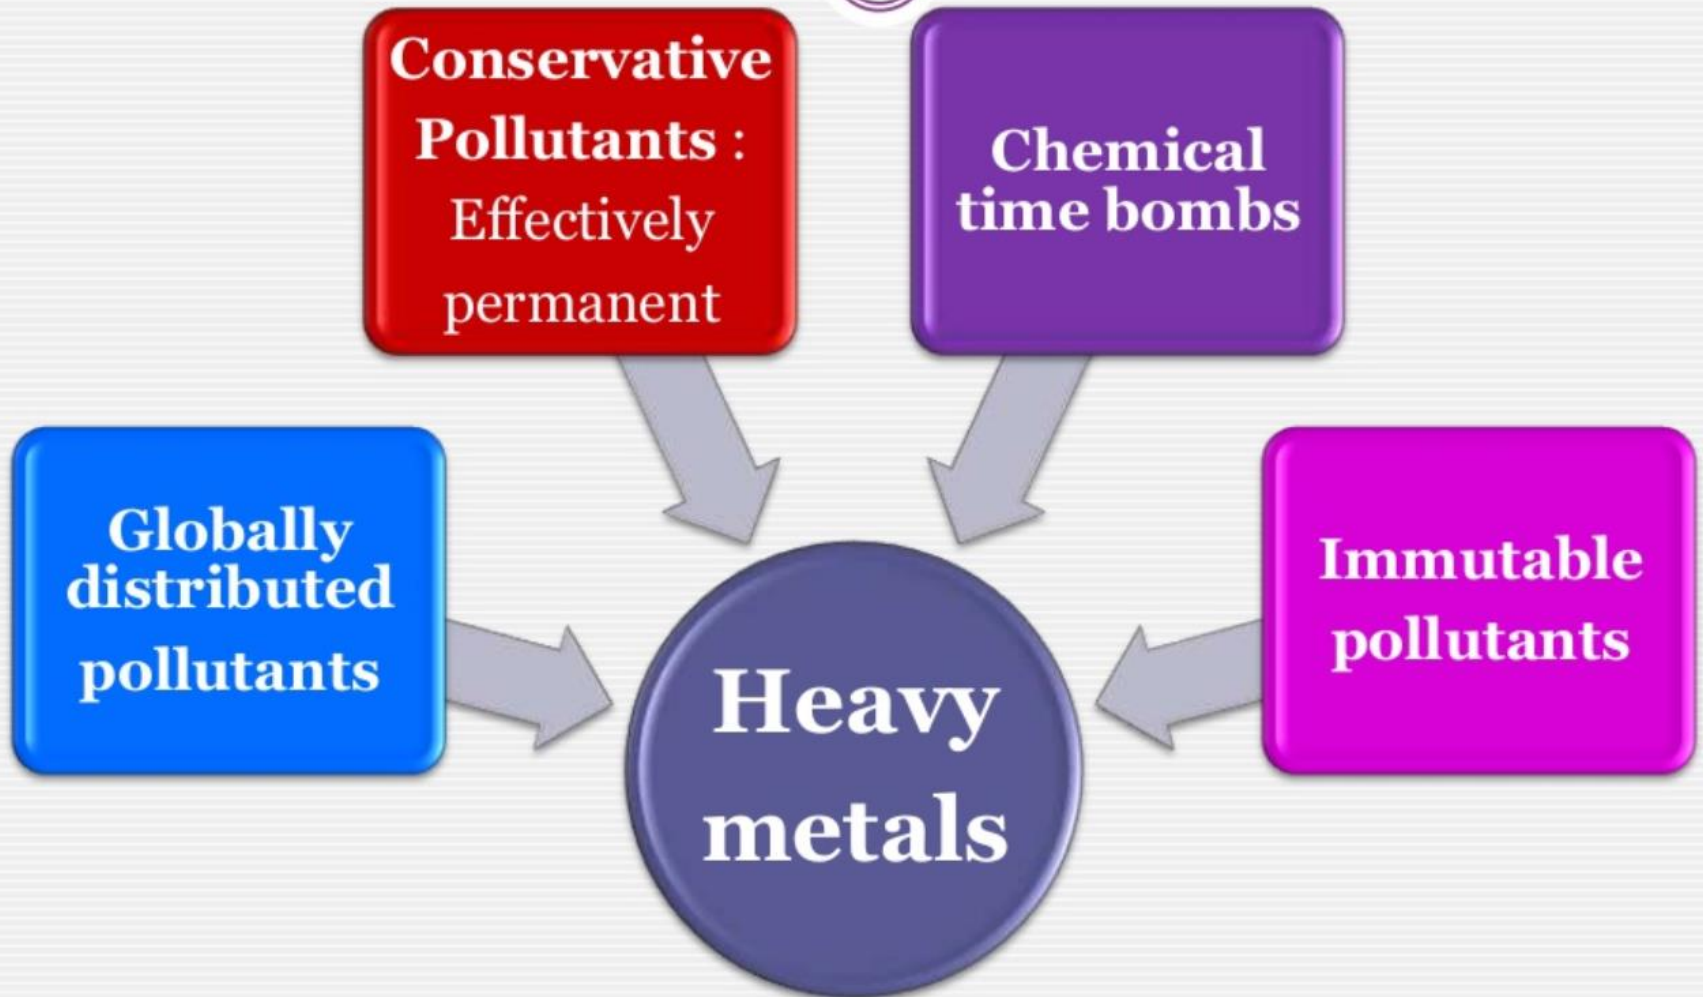 Conservative
Pollutants :
Effectively
permanent
Chemical
time bombs
Globally
distributed
pollutants
Immutable
pollutants
Heavy
metals